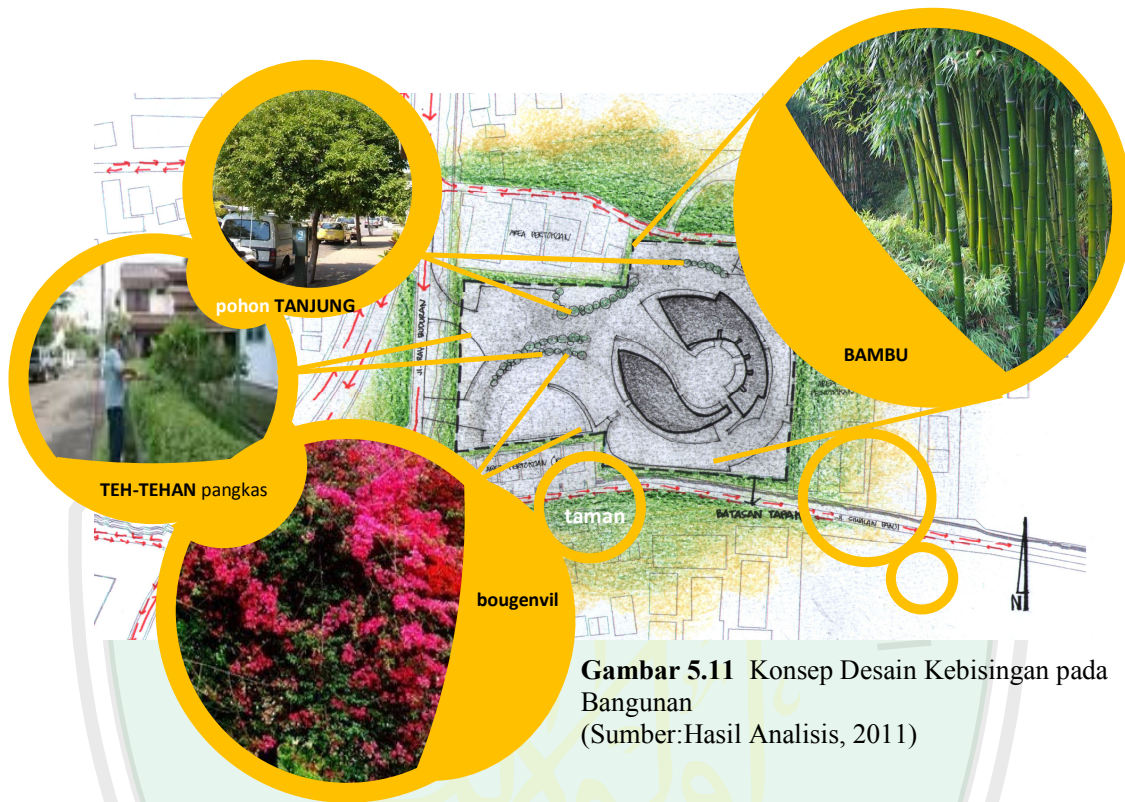 pohon TANJUNG
BAMBU
TEH-TEHAN pangkas
bougenvil
taman
AREA PERTOKOAN
BATASAN TAPAK
N
Gambar 5.11 Konsep Desain Kebisingan pada
Bangunan
(Sumber:Hasil Analisis, 2011)